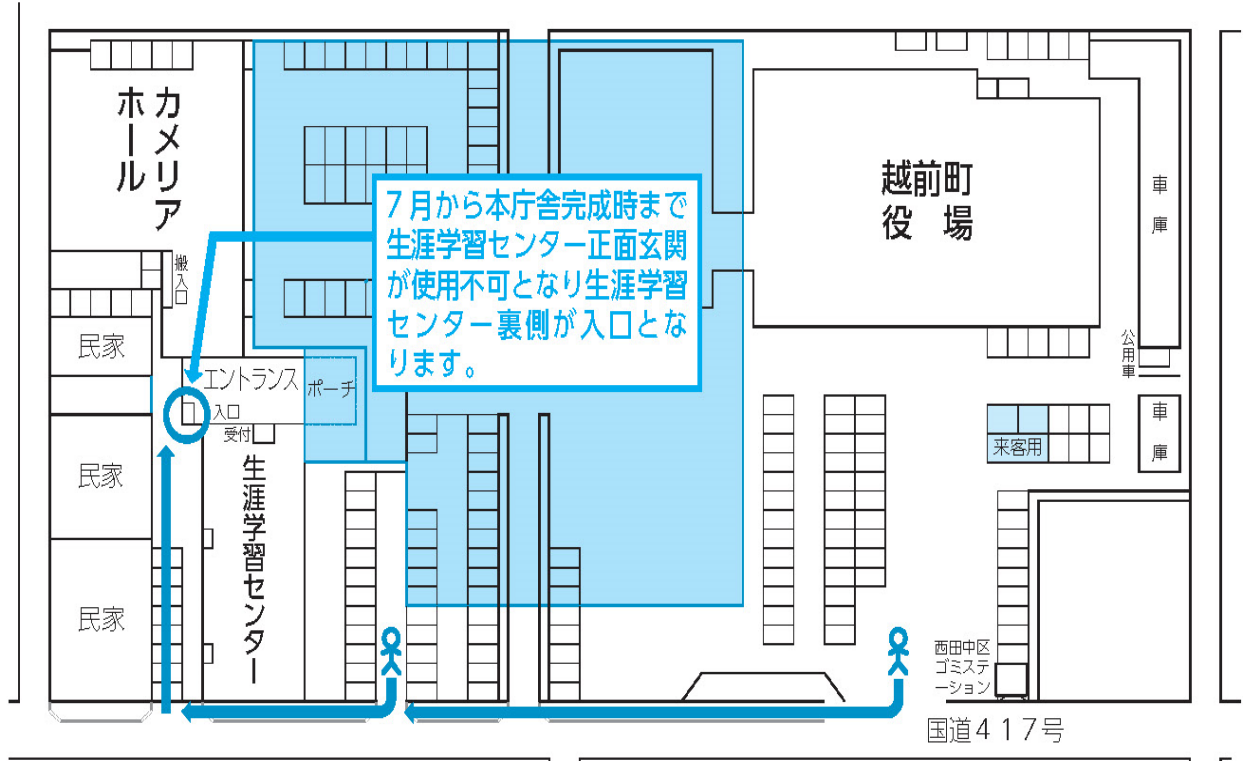 カメリア
ホール
搬入口
民家
民家
民家
エントランス
ポーチ
入口
受付
生涯学習センター
7月から本庁舎完成時まで
生涯学習センター正面玄関
が使用不可となり生涯学習
センター裏側が入口とな
ります。
越前町
役場
車庫
公用車
車庫
来客用
西田中区
ゴミステ
ーション
国道417号